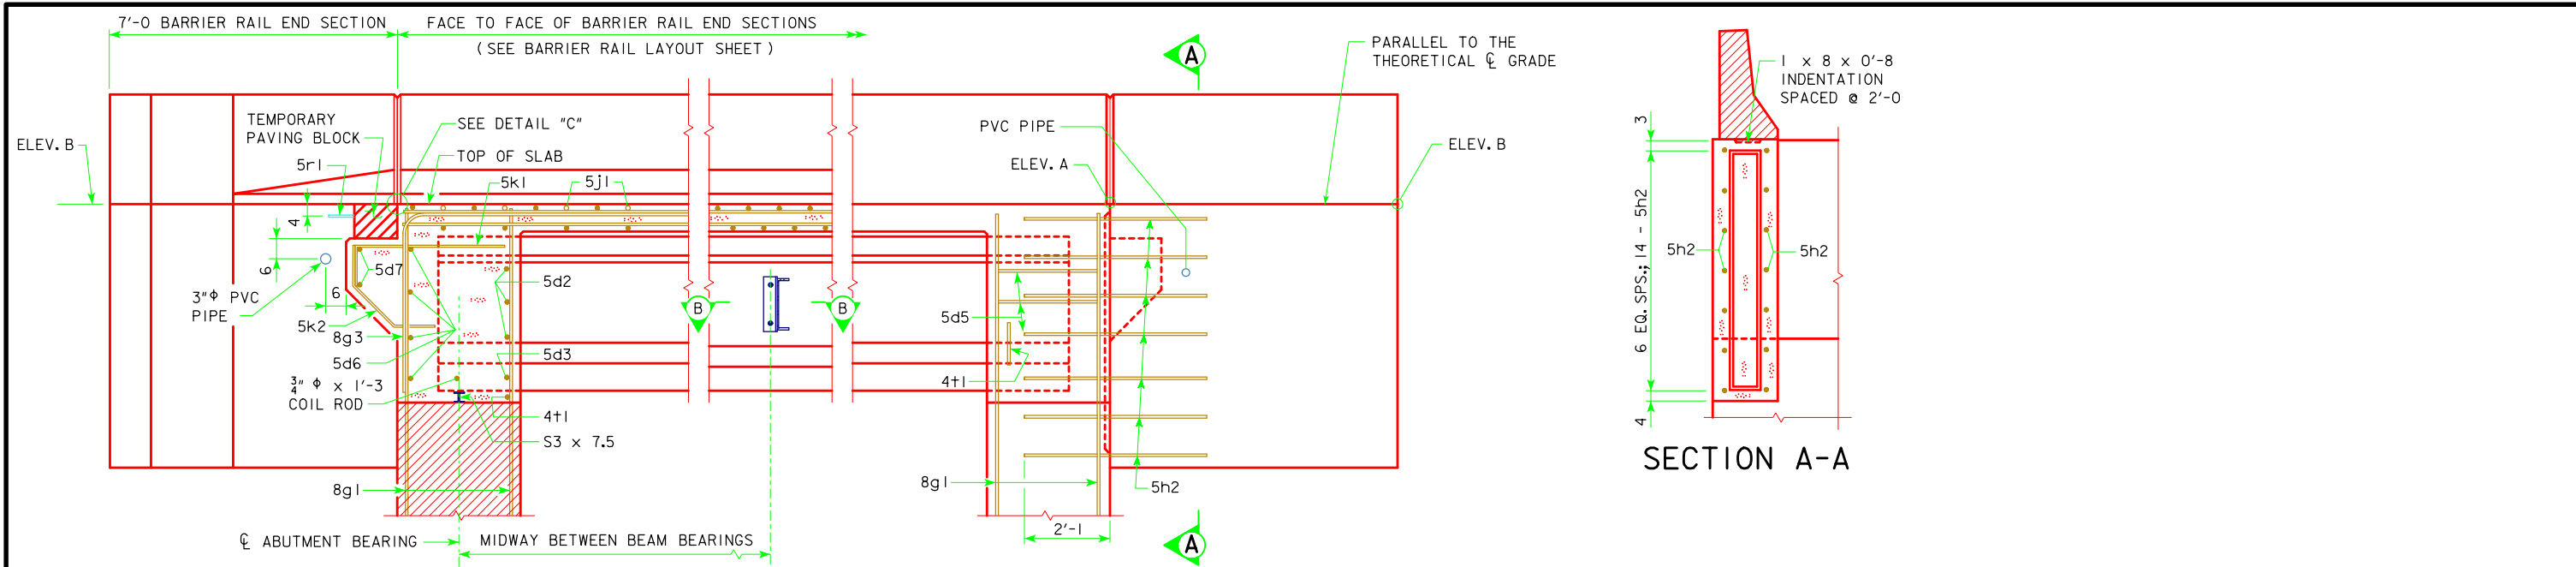 7'-0 BARRIER RAIL END SECTION
FACE TO FACE OF BARRIER RAIL END SECTIONS
(SEE BARRIER RAIL LAYOUT SHEET)
A
PARALLEL TO THE
THEORETICAL ℄ GRADE
1 x 8 x 0'-8
INDENTATION
SPACED @ 2'-0
TEMPORARY
PAVING BLOCK
SEE DETAIL "C"
PVC PIPE
3
ELEV. B
TOP OF SLAB
ELEV. A
ELEV. B
5r1
5k1
5j1
4
6
5d7
5d2
6 EQ. SPS.; 14 - 5h2
5h2
5h2
3"Φ PVC
PIPE
6
B
B
5d5
5k2
8g3
5d6
5d3
4t1
3/4" Φ x 1'-3
COIL ROD
4t1
S3 x 7.5
4
SECTION A-A
8g1
8g1
5h2
2'-1
℄ ABUTMENT BEARING
MIDWAY BETWEEN BEAM BEARINGS
A